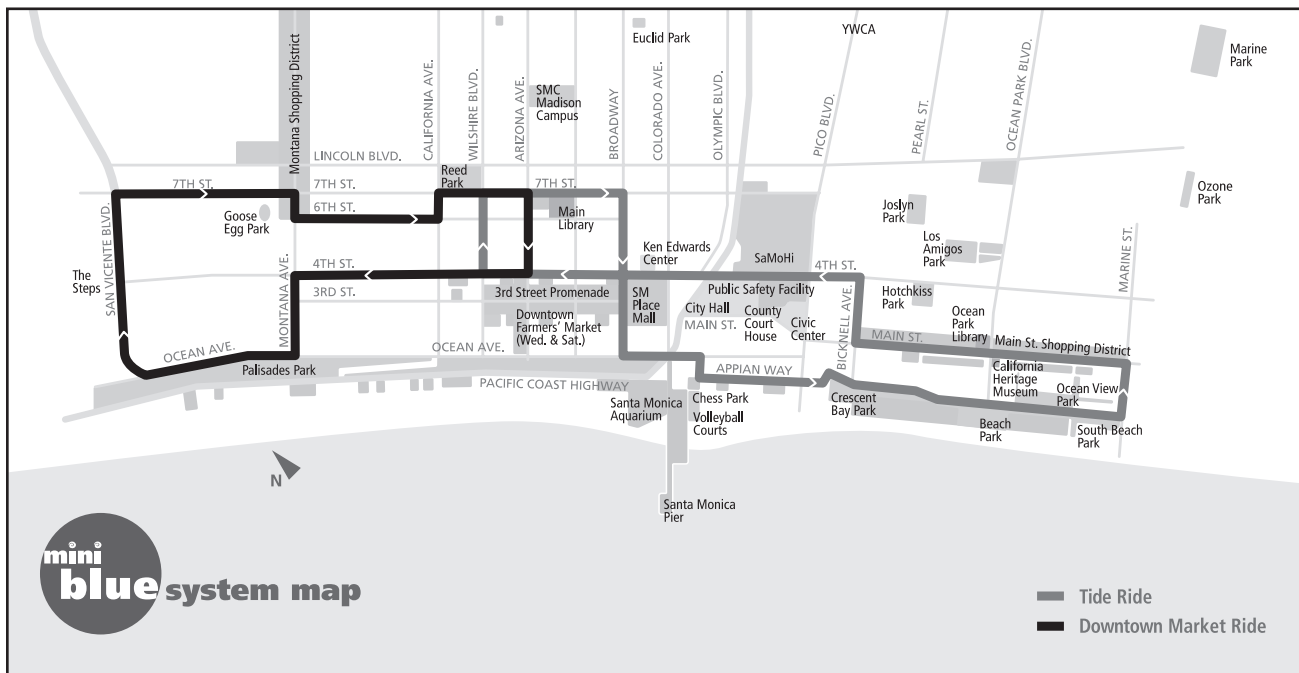 YWCA
Euclid Park
Marine
Park
Montana Shopping District
CALIFORNIA AVE.
WILSHIRE BLVD.
ARIZONA AVE.
SMC
Madison
Campus
BROADWAY
COLORADO AVE.
OLYMPIC BLVD.
PICO BLVD.
PEARL ST.
OCEAN PARK BLVD.
LINCOLN BLVD.
Reed
Park
7TH ST.
7TH ST.
7TH ST.
6TH ST.
Goose
Egg Park
Main
Library
Joslyn
Park
Ozone
Park
SAN VICENTE BLVD.
The
Steps
MONTANA AVE.
Ken Edwards
Center
Los
Amigos
Park
MARINE ST.
4TH ST.
SaMoHi
4TH ST.
3RD ST.
3rd Street Promenade
SM
Place
Mall
Public Safety Facility
Hotchkiss
Park
Downtown
Farmers' Market
(Wed. & Sat.)
City Hall
MAIN ST.
County
Court
House
Civic
Center
BICKNELL AVE.
MAIN ST.
Ocean
Park
Library
Main St. Shopping District
OCEAN AVE.
OCEAN AVE.
Palisades Park
PACIFIC COAST HIGHWAY
APPIAN WAY
California
Heritage
Museum
Ocean View
Park
Santa Monica
Aquarium
Chess Park
Volleyball
Courts
Crescent
Bay Park
Beach
Park
South Beach
Park
N
Santa Monica
Pier
mini
blue system map
Tide Ride
Downtown Market Ride